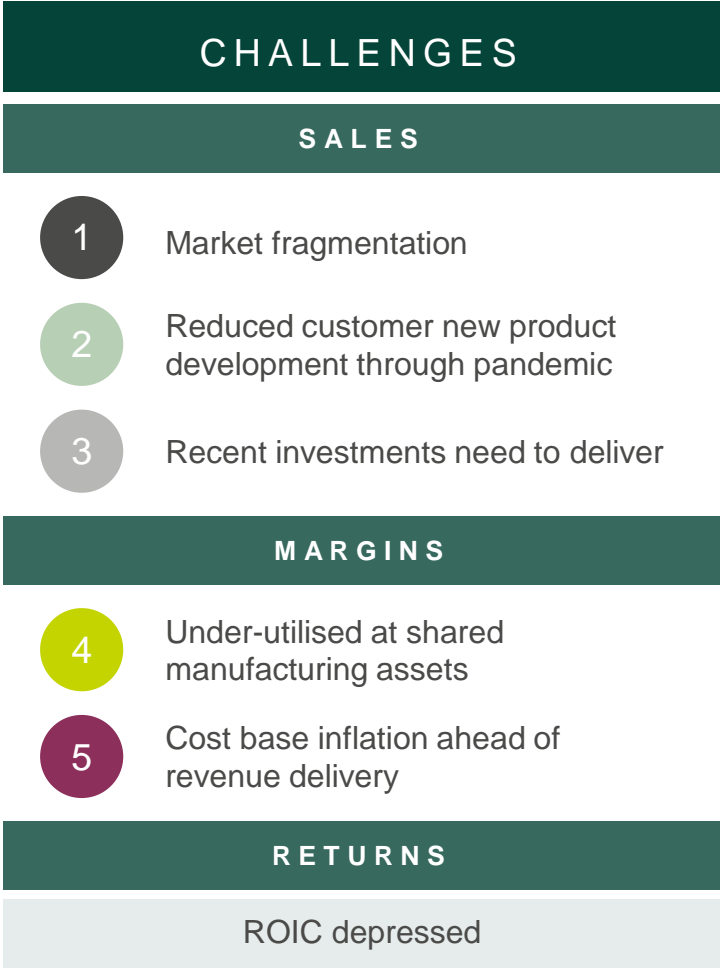 CHALLENGES
SALES
1
Market fragmentation
2
Reduced customer new product
development through pandemic
3
Recent investments need to deliver
MARGINS
4
Under-utilised at shared
manufacturing assets
5
Cost base inflation ahead of
revenue delivery
RETURNS
ROIC depressed